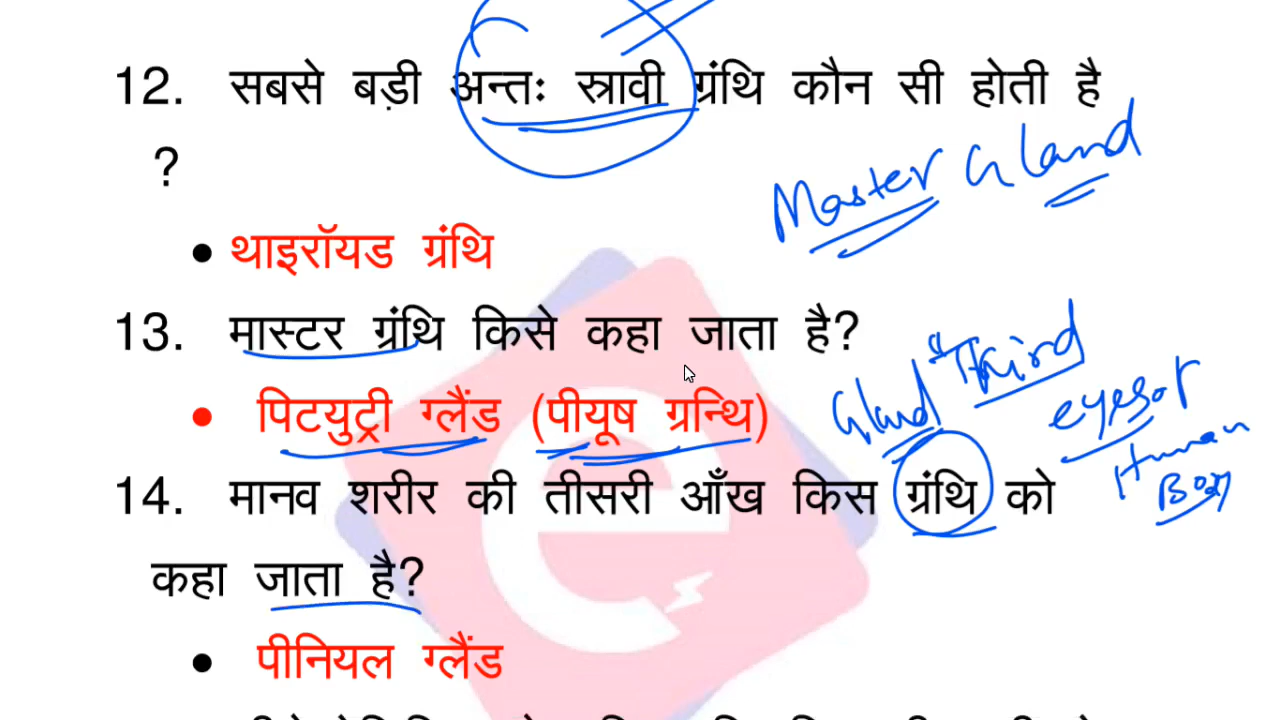 12. सबसे बड़ी अन्तः स्रावी ग्रंथि कौन सी होती है
?
Master Gland
• थाइरॉयड ग्रंथि
13. मास्टर ग्रंथि किसे कहा जाता है?
"Third
Gland
eyes of
Human
Body
• पिटयुट्री ग्लैंड (पीयूष ग्रन्थि)
14. मानव शरीर की तीसरी आँख किस ग्रंथि को
कहा जाता है?
• पीनियल ग्लैंड